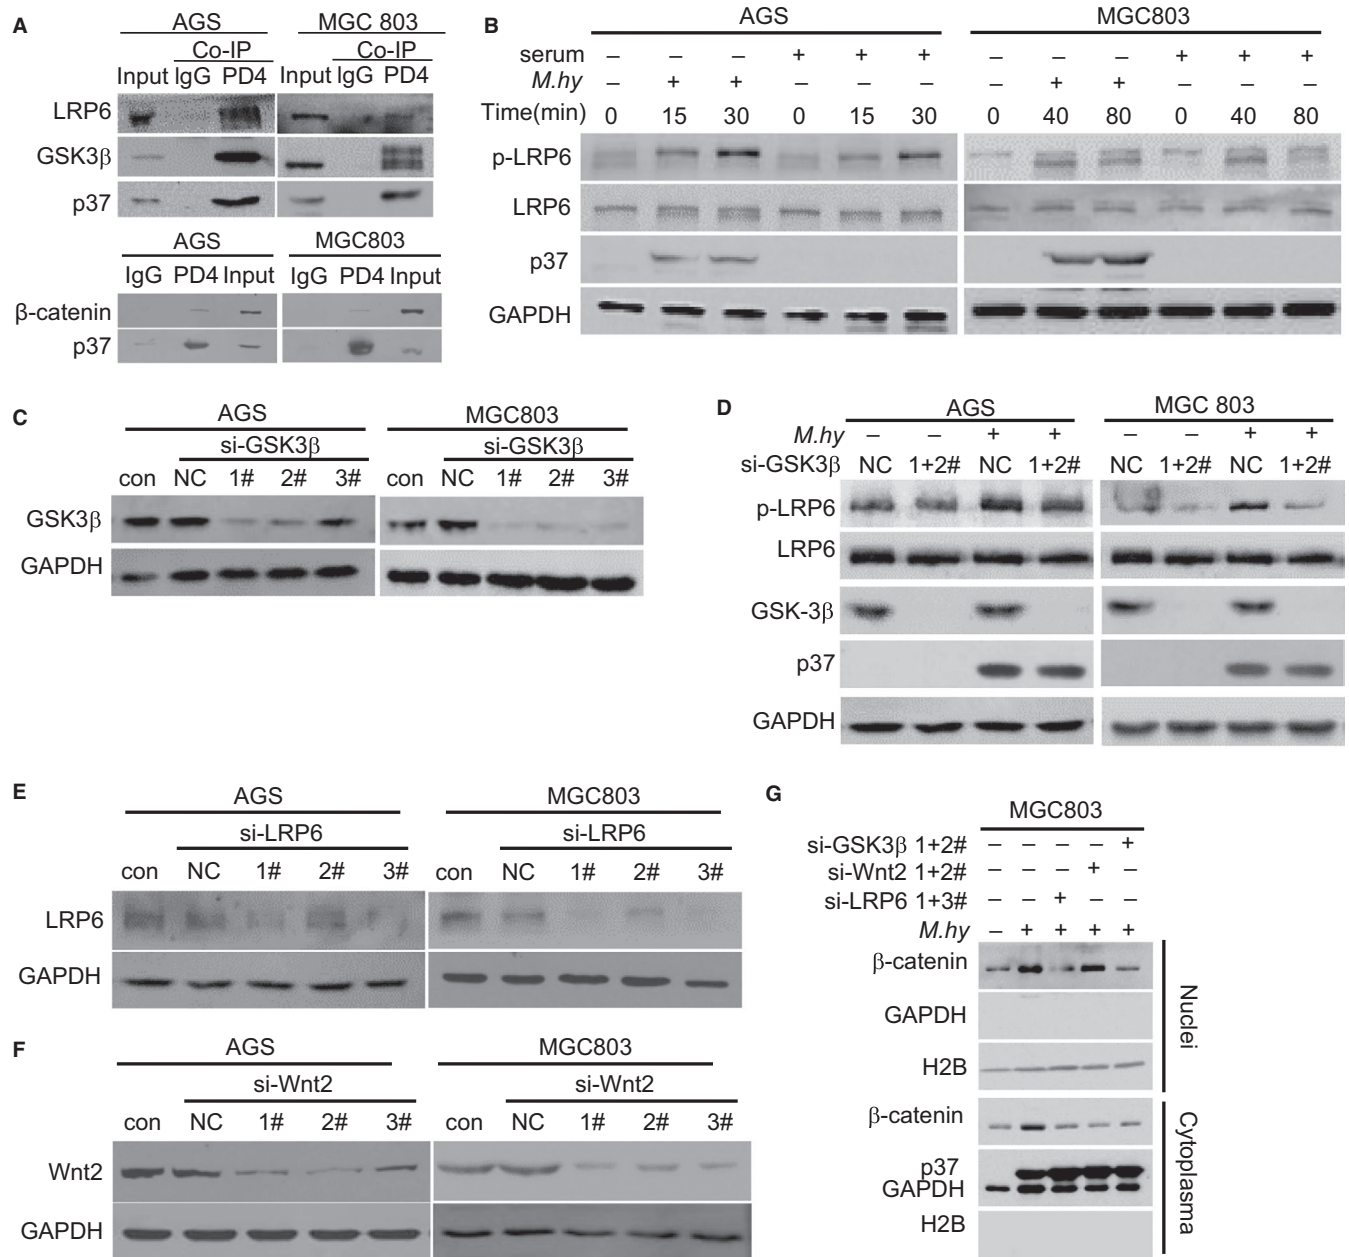 A
AGS MGC 803
Co-IP Co-IP
Input IgG PD4 Input IgG PD4
LRP6
GSK3β
p37
AGS MGC803
IgG PD4 Input IgG PD4 Input
β-catenin
p37
B
AGS MGC803
serum – – – + + + – – – + + +
M.hy – + + – – – – + + – – –
Time(min) 0 15 30 0 15 30 0 40 80 0 40 80
p-LRP6
LRP6
p37
GAPDH
C
AGS MGC803
si-GSK3β si-GSK3β
con NC 1# 2# 3# con NC 1# 2# 3#
GSK3β
GAPDH
D
AGS MGC 803
M.hy – – + + – – + +
si-GSK3β NC 1+2# NC 1+2# NC 1+2# NC 1+2#
p-LRP6
LRP6
GSK-3β
p37
GAPDH
E
AGS MGC803
si-LRP6 si-LRP6
con NC 1# 2# 3# con NC 1# 2# 3#
LRP6
GAPDH
F
AGS MGC803
si-Wnt2 si-Wnt2
con NC 1# 2# 3# con NC 1# 2# 3#
Wnt2
GAPDH
G
MGC803
si-GSK3β 1+2# – – – – +
si-Wnt2 1+2# – – – + –
si-LRP6 1+3# – – + – –
M.hy – + + + +
β-catenin
GAPDH
H2B
Nuclei
β-catenin
p37
GAPDH
H2B
Cytoplasma